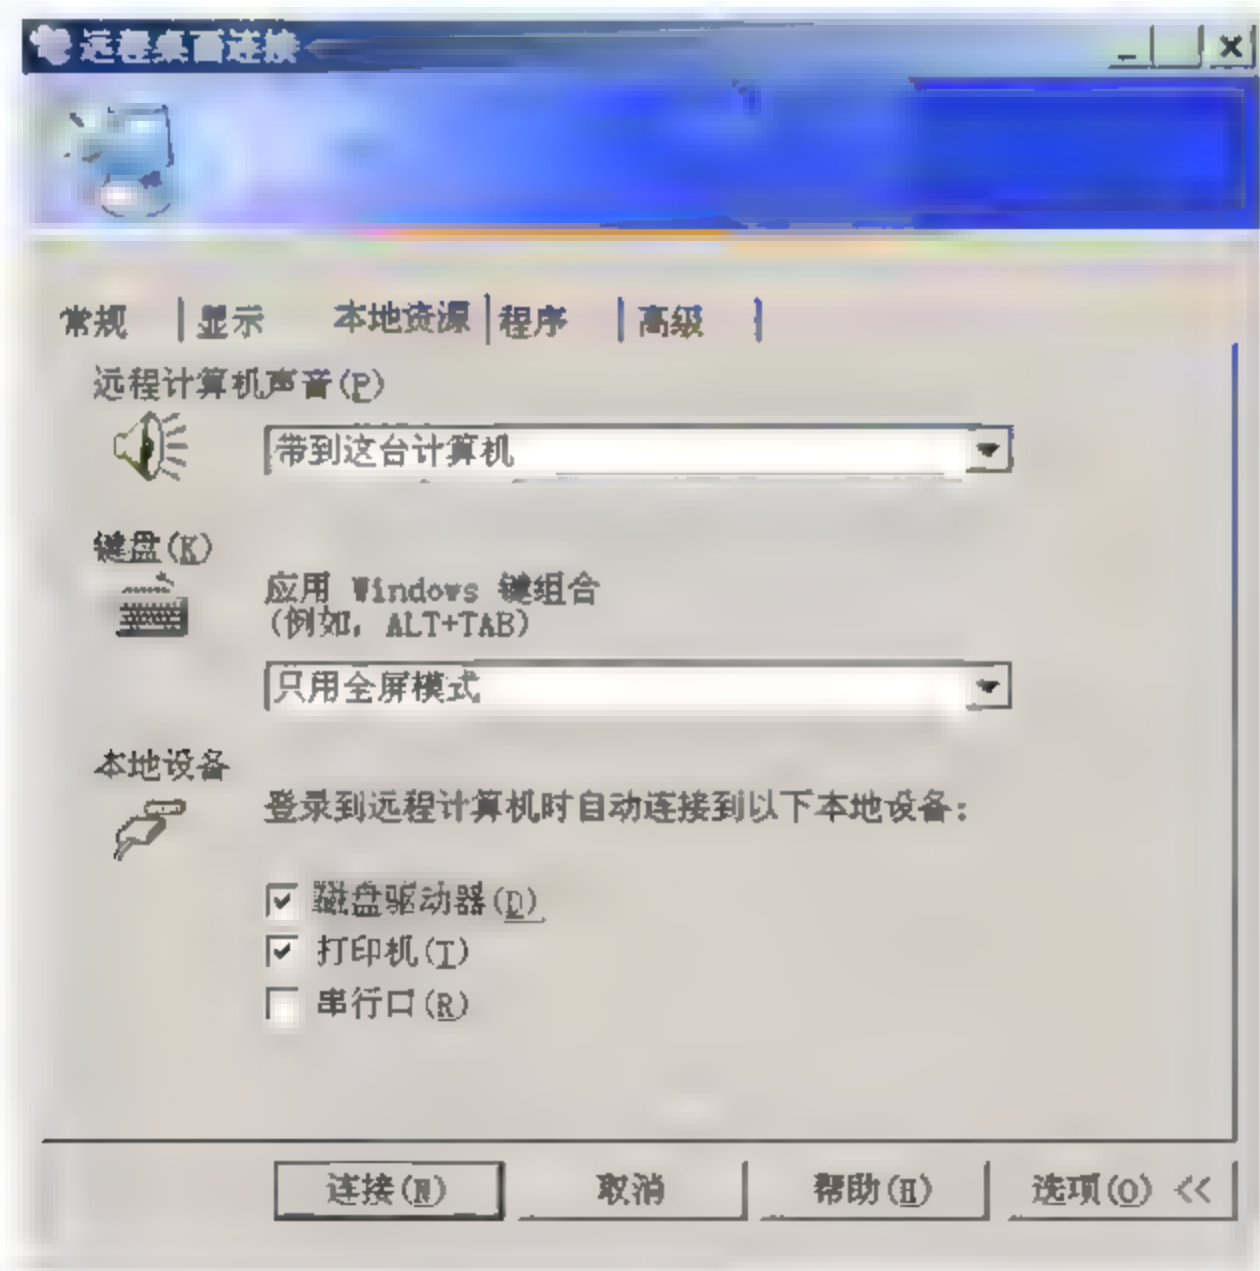 远程桌面连接
常规 显示 本地资源 程序 高级
远程计算机声音(P)
带到这台计算机
键盘(K)
应用 Windows 键组合
(例如, ALT+TAB)
只用全屏模式
本地设备
登录到远程计算机时自动连接到以下本地设备:
磁盘驱动器(D)
打印机(T)
串行口(R)
连接(N) 取消 帮助(H) 选项(O) <<